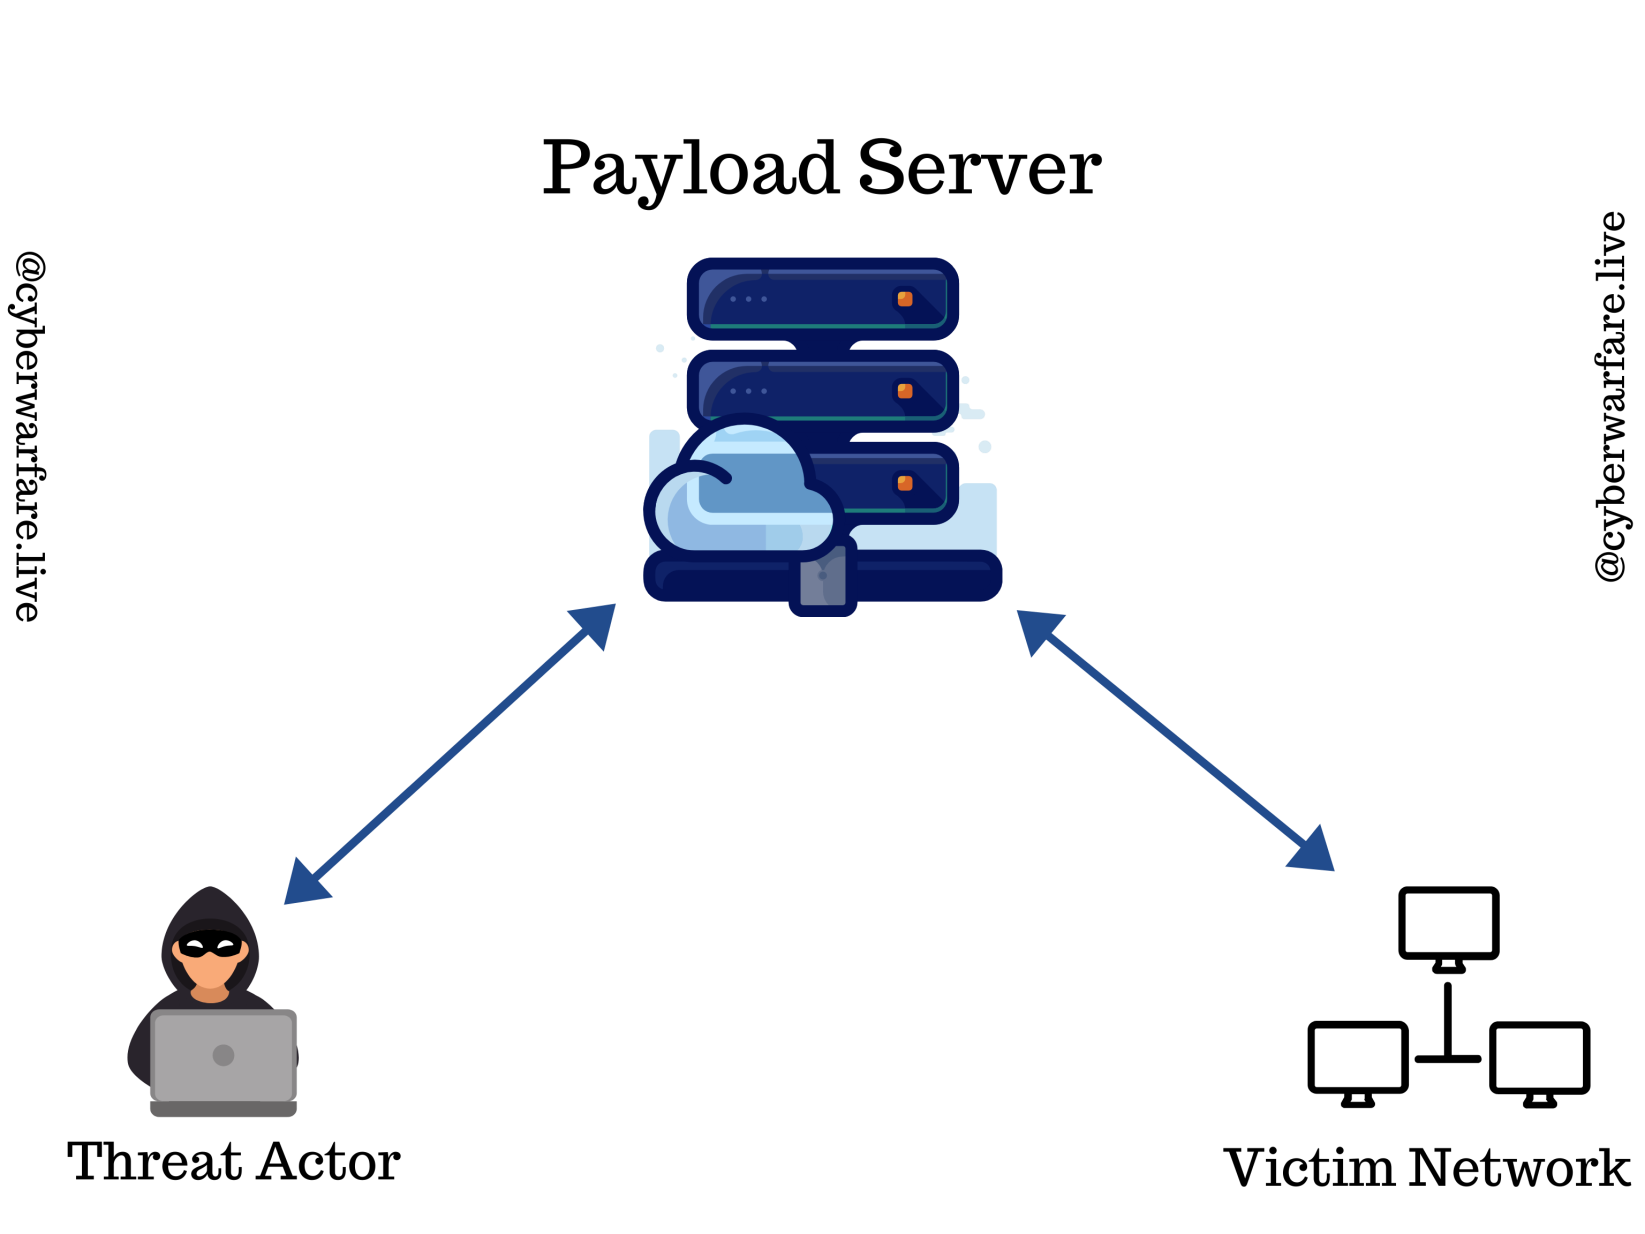 Payload Server
@cyberwarfare.live
@cyberwarfare.live
Threat Actor
Victim Network